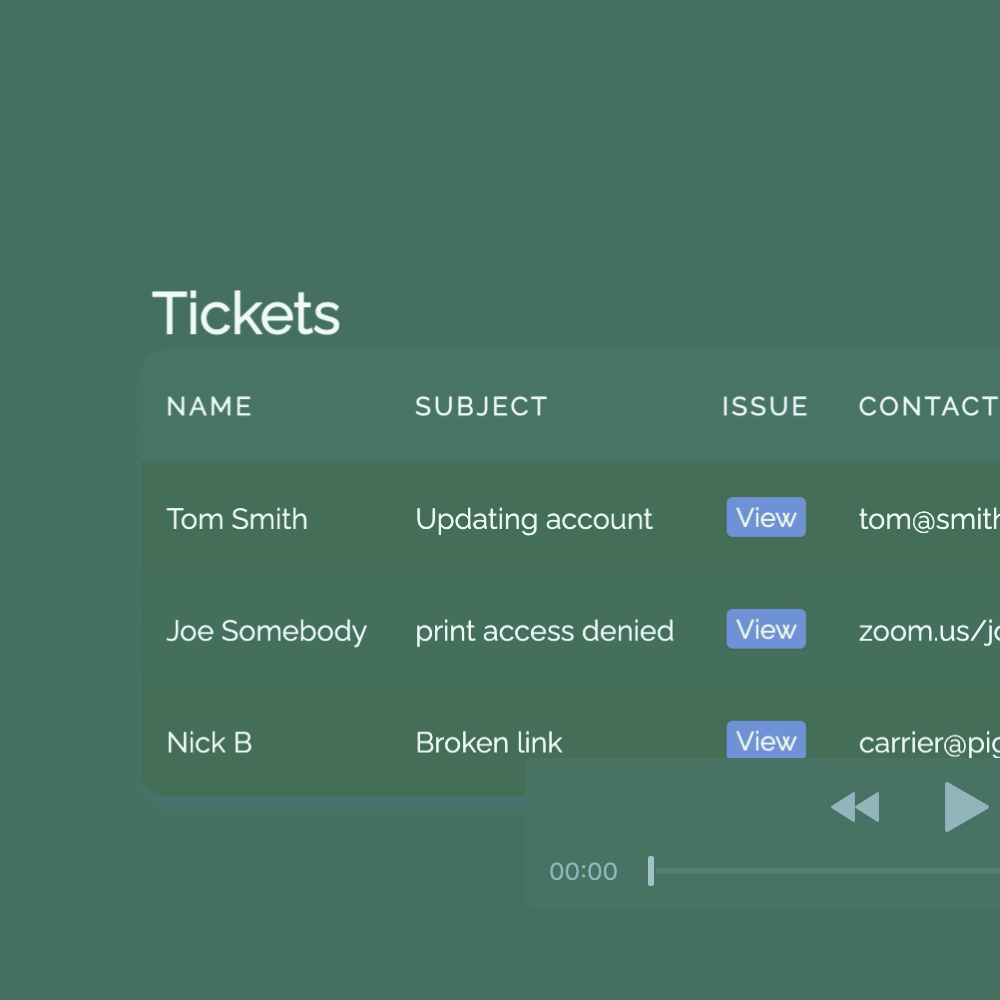 Tickets
NAME SUBJECT ISSUE CONTACT
Tom Smith Updating account View tom@smith
Joe Somebody print access denied View zoom.us/jo
Nick B Broken link View carrier@pig
00:00